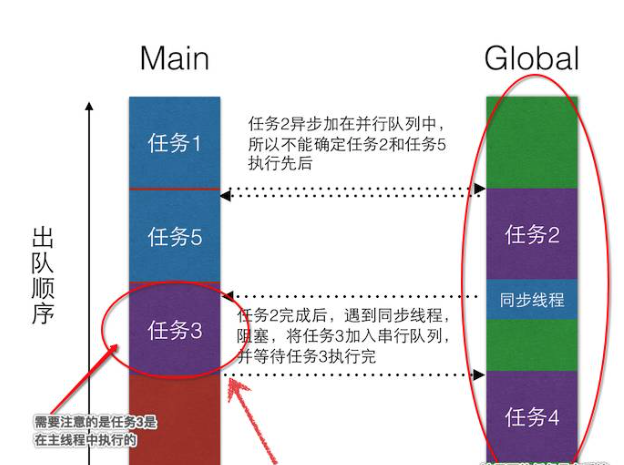 Main
Global
任务1
任务2异步加在并行队列中，
所以不能确定任务2和任务5
执行先后
任务5
任务2
出队顺序
同步线程
任务3
任务2完成后，遇到同步线程，
阻塞，将任务3加入串行队列，
并等待任务3执行完
任务4
需要注意的是任务3是
在主线程中执行的